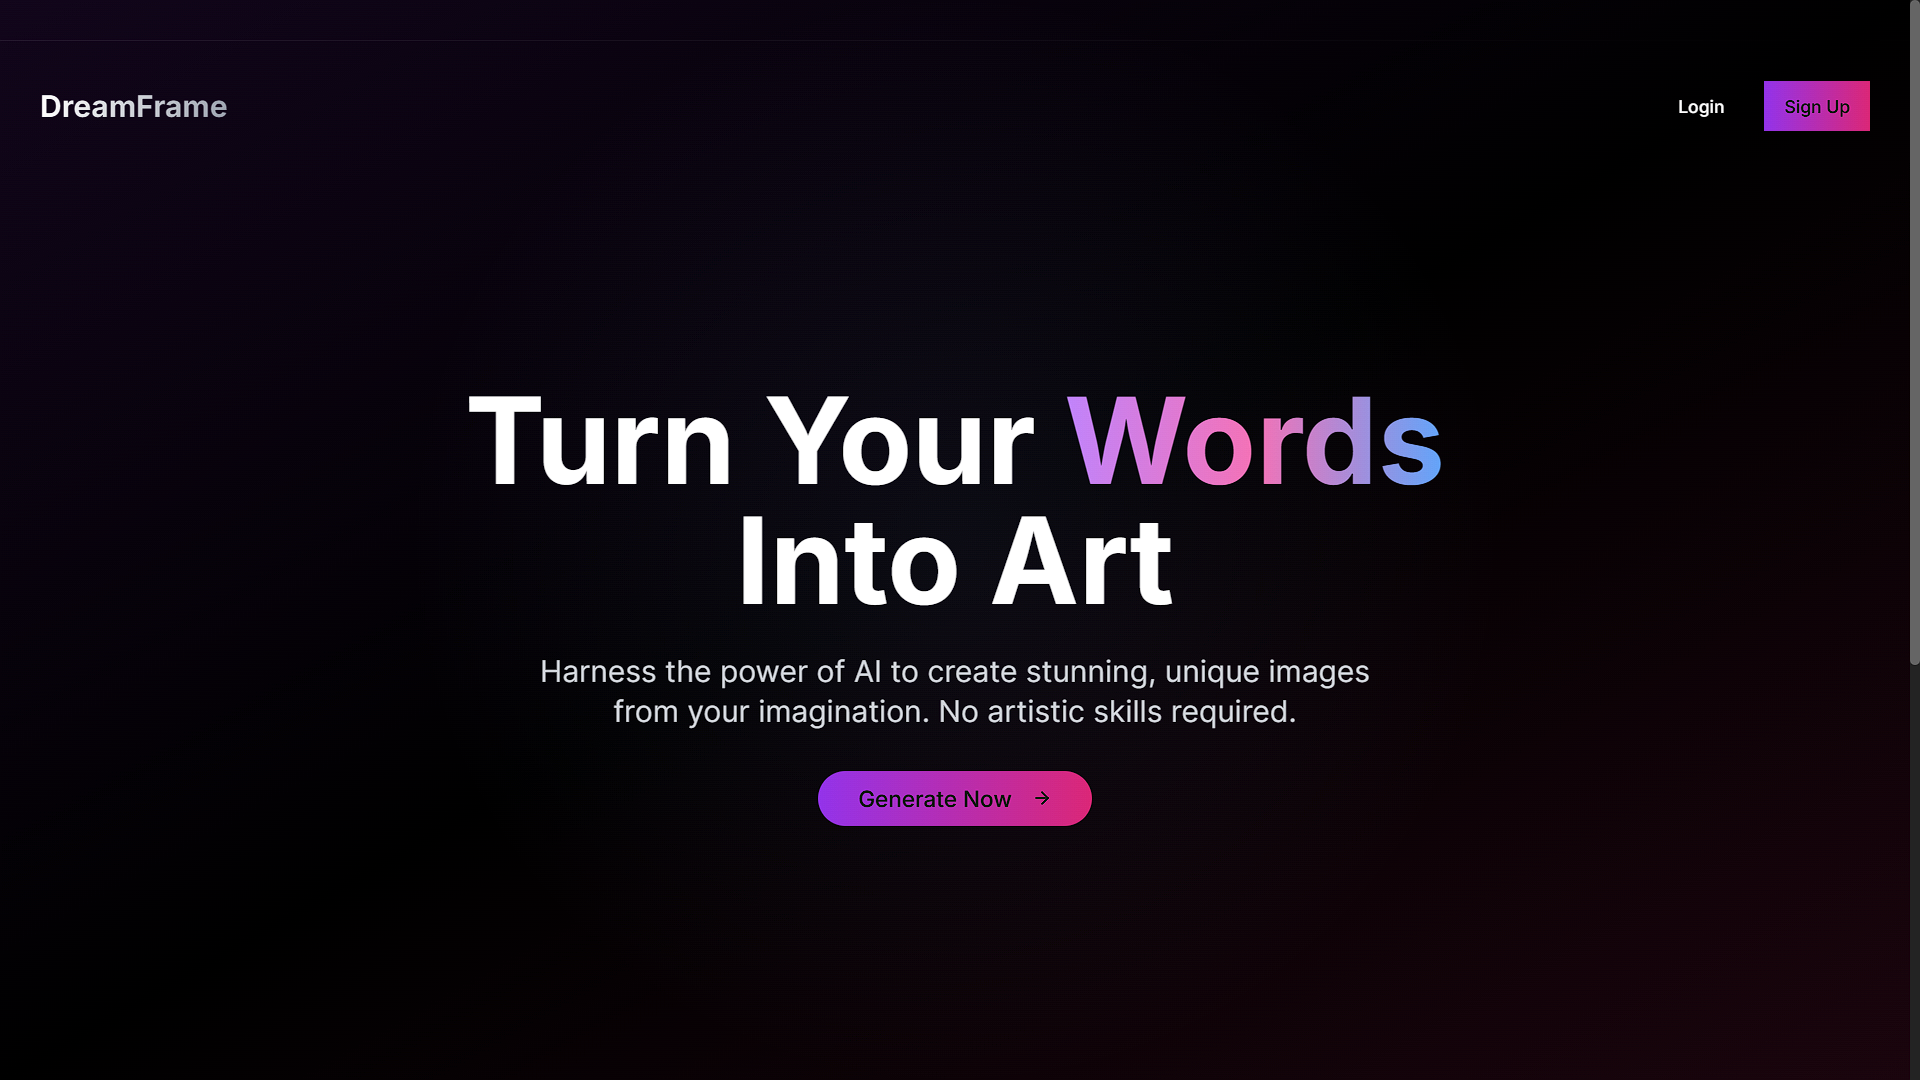 DreamFrame
Login
Sign Up
Turn Your Words
Into Art
Harness the power of AI to create stunning, unique images
from your imagination. No artistic skills required.
Generate Now →